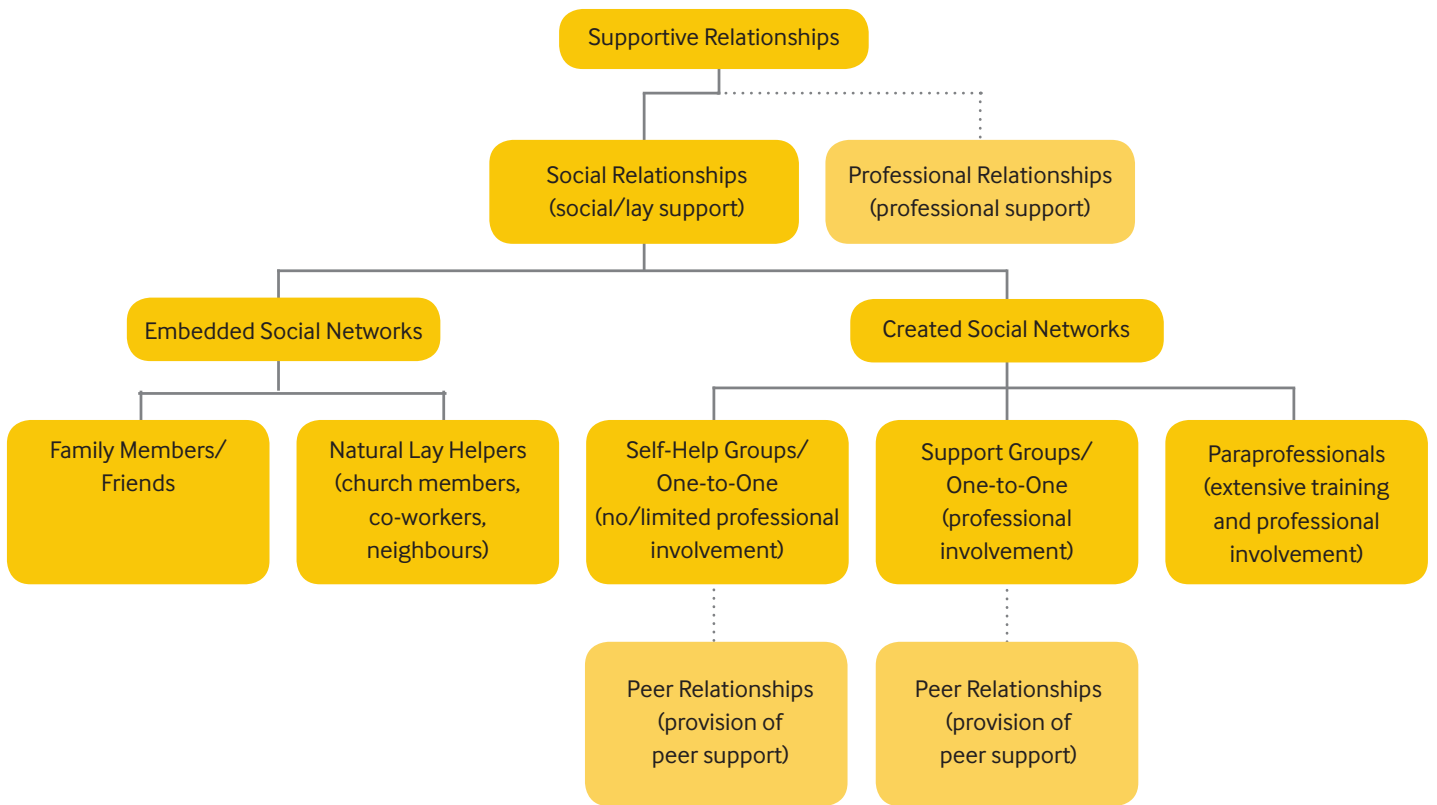 Supportive Relationships
Social Relationships
(social/lay support)
Professional Relationships
(professional support)
Embedded Social Networks
Created Social Networks
Family Members/
Friends
Natural Lay Helpers
(church members,
co-workers,
neighbours)
Self-Help Groups/
One-to-One
(no/limited professional
involvement)
Support Groups/
One-to-One
(professional
involvement)
Paraprofessionals
(extensive training
and professional
involvement)
Peer Relationships
(provision of
peer support)
Peer Relationships
(provision of
peer support)